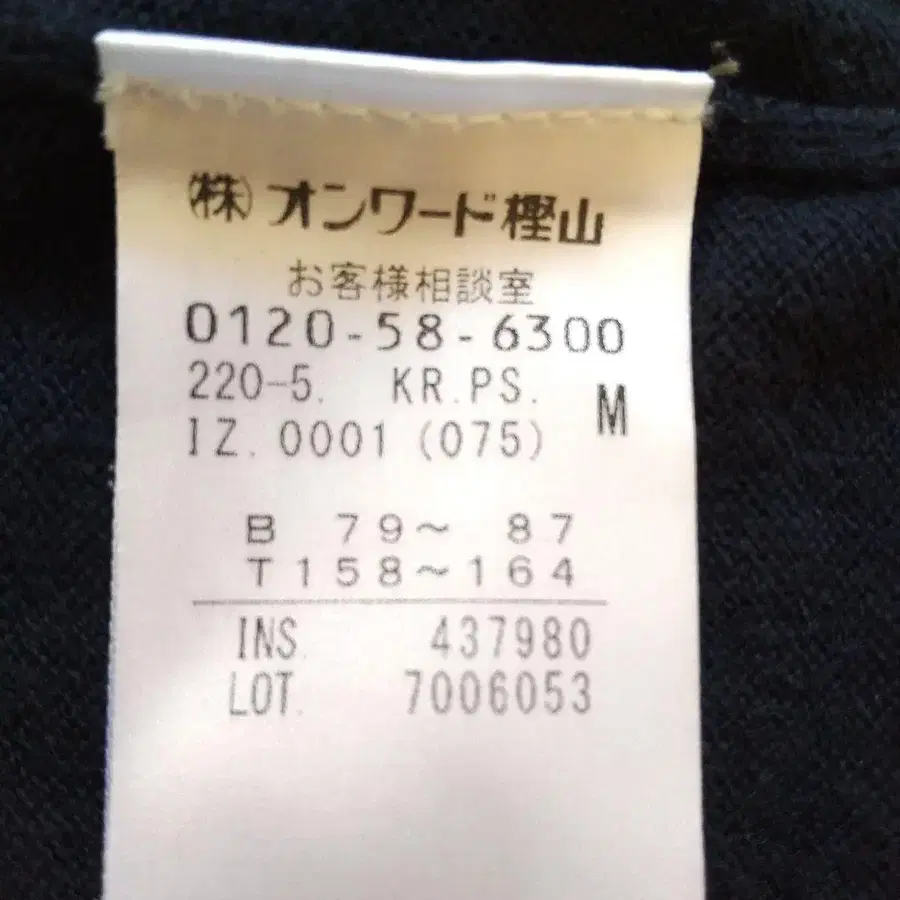 ㈱オンワード樫山
お客様相談室
0120-58-6300
220-5. KR.PS. M
IZ.0001 (075)
B 79～ 87
T 158～164
INS. 437980
LOT. 7006053